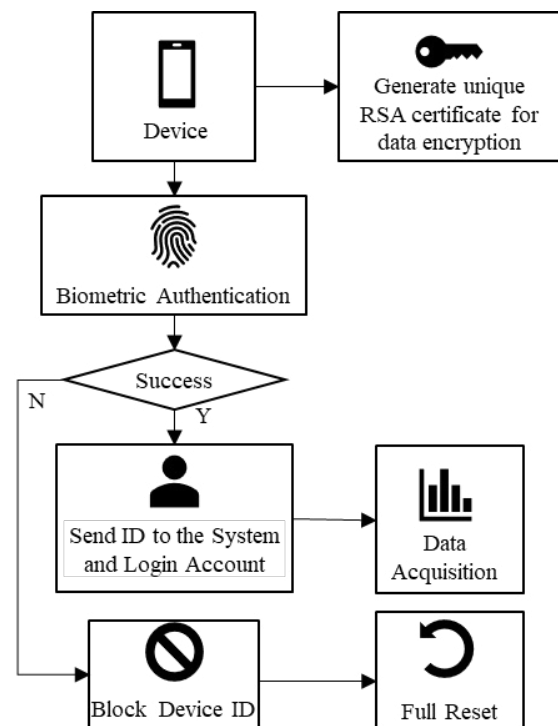 Device
Generate unique
RSA certificate for
data encryption
Biometric Authentication
Success
N
Y
Send ID to the System
and Login Account
Data
Acquisition
Block Device ID
Full Reset